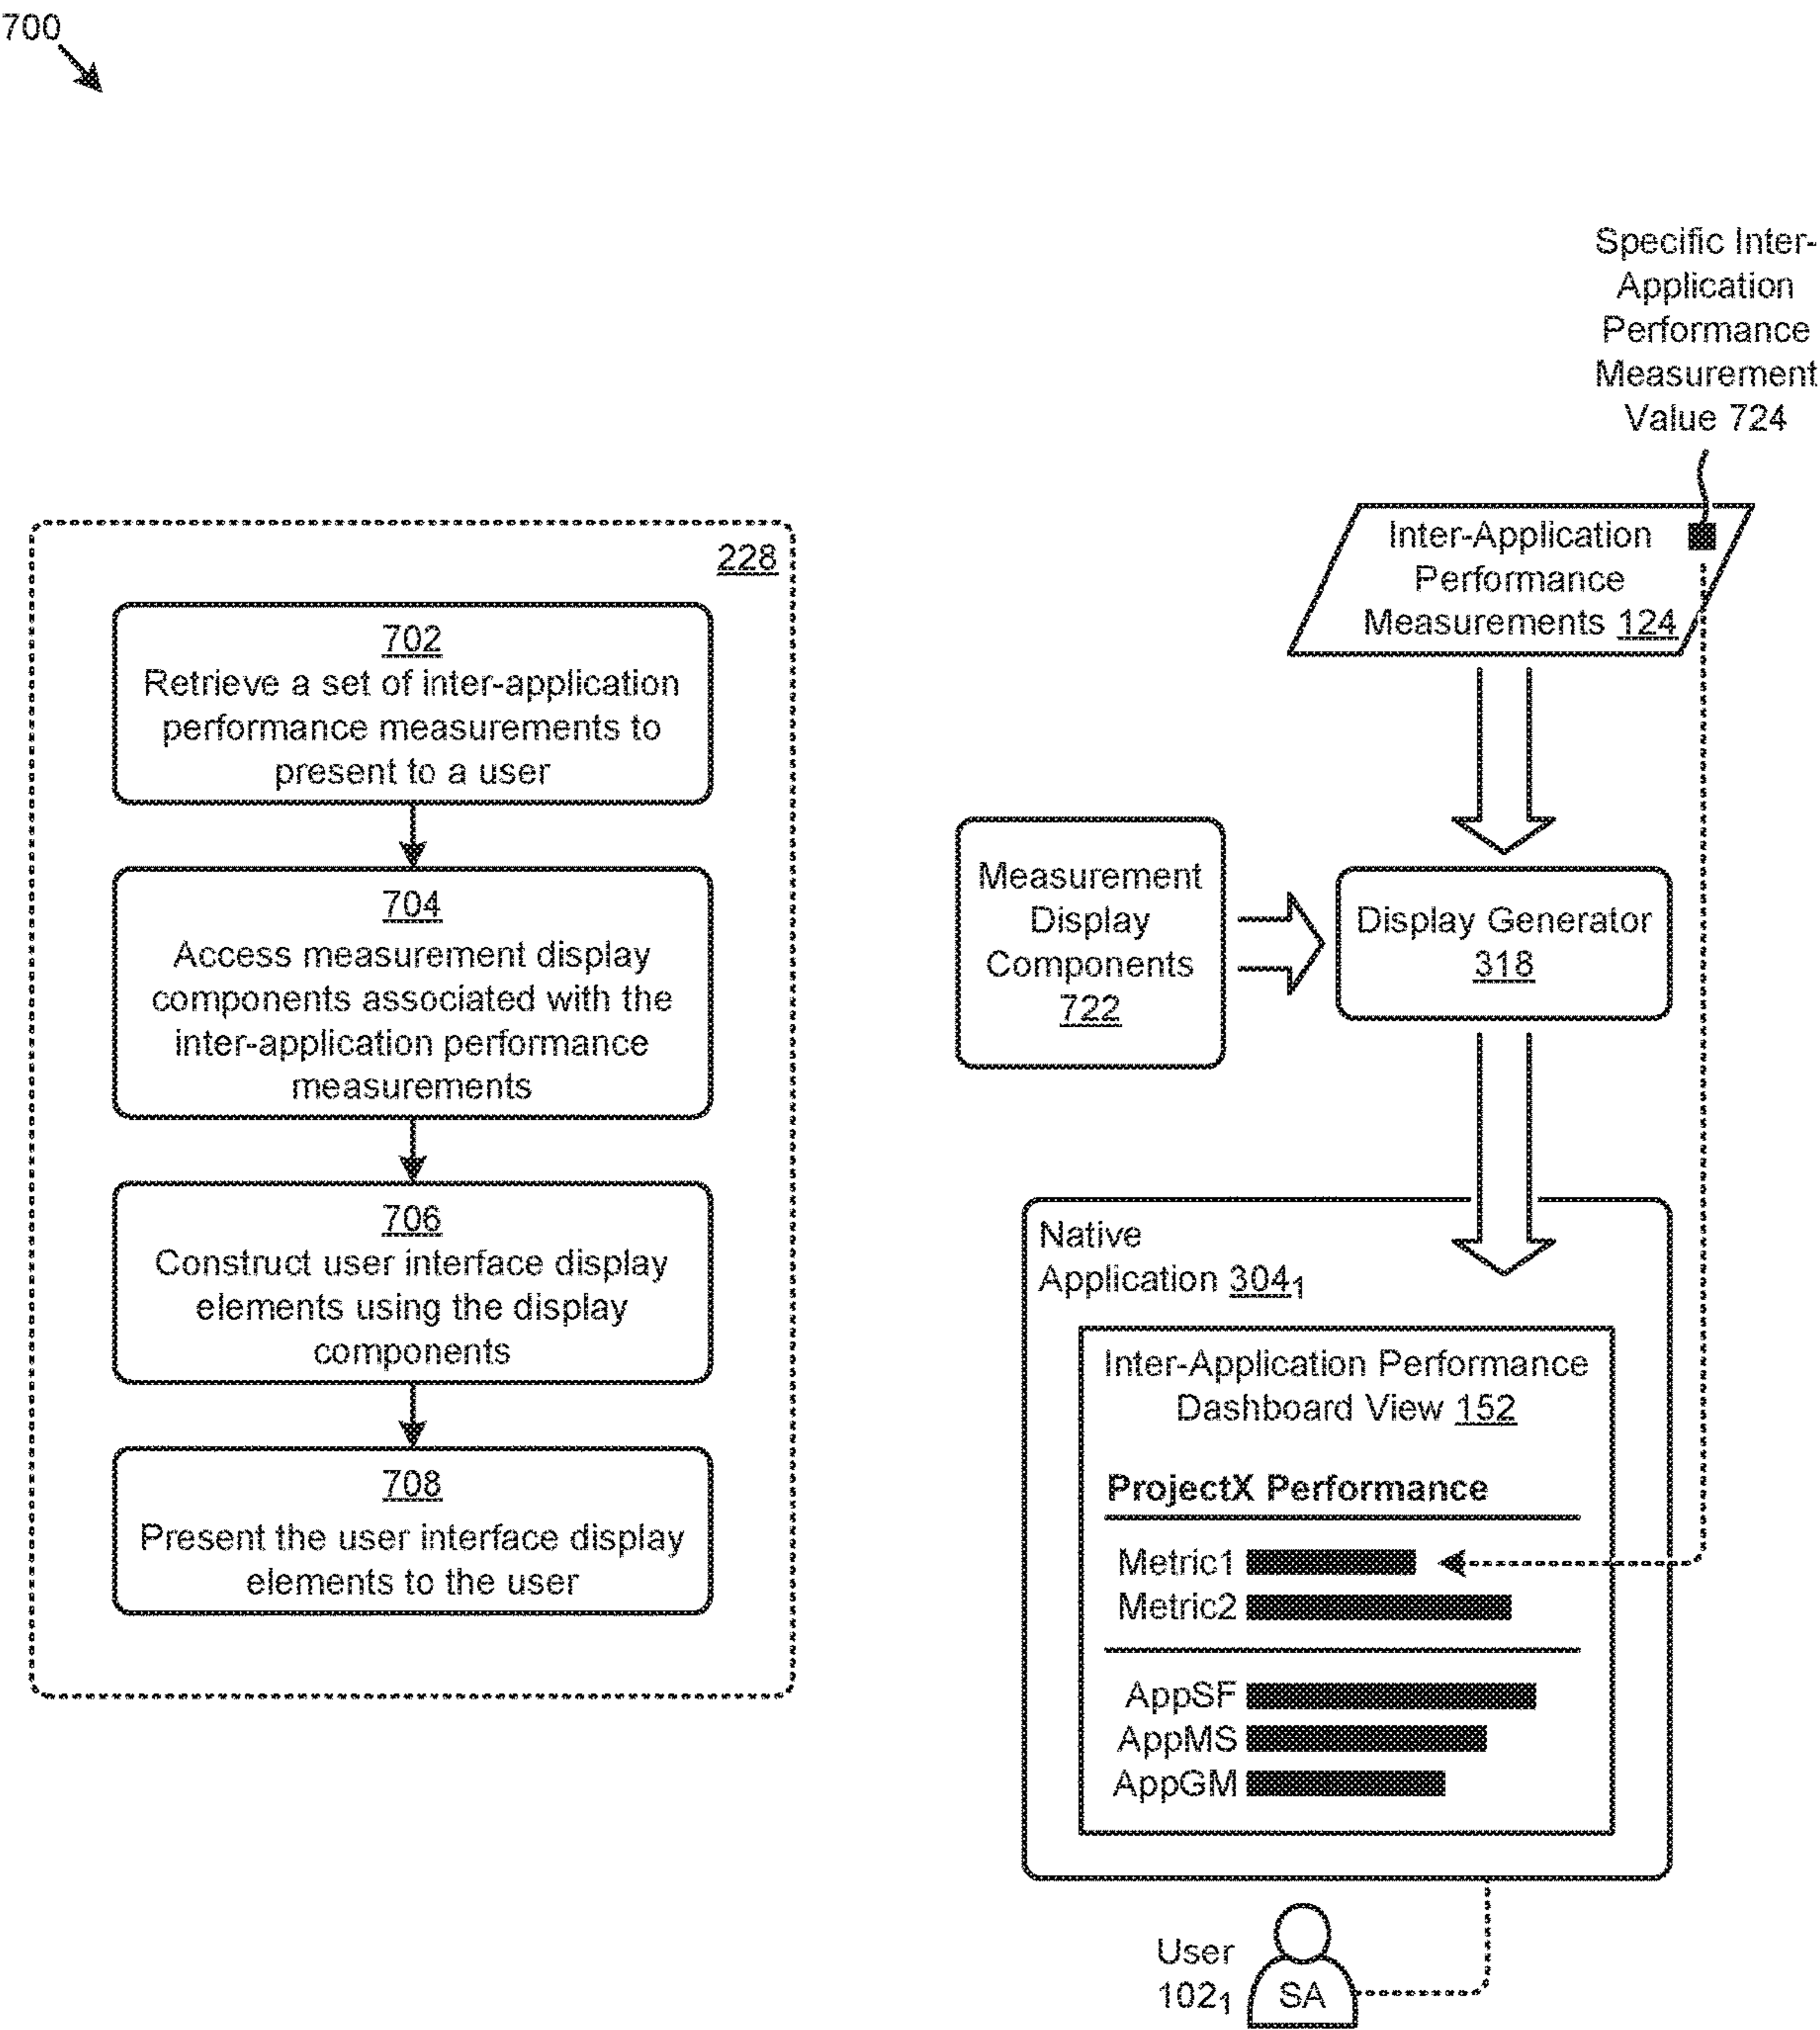 700
228
702
Retrieve a set of inter-application
performance measurements to
present to a user
704
Access measurement display
components associated with the
inter-application performance
measurements
706
Construct user interface display
elements using the display
components
708
Present the user interface display
elements to the user
Specific Inter-
Application
Performance
Measurement
Value 724
Inter-Application
Performance
Measurements 124
Measurement
Display
Components
722
Display Generator
318
Native
Application 304₁
Inter-Application Performance
Dashboard View 152
ProjectX Performance
Metric1
Metric2
AppSF
AppMS
AppGM
User
102₁
SA